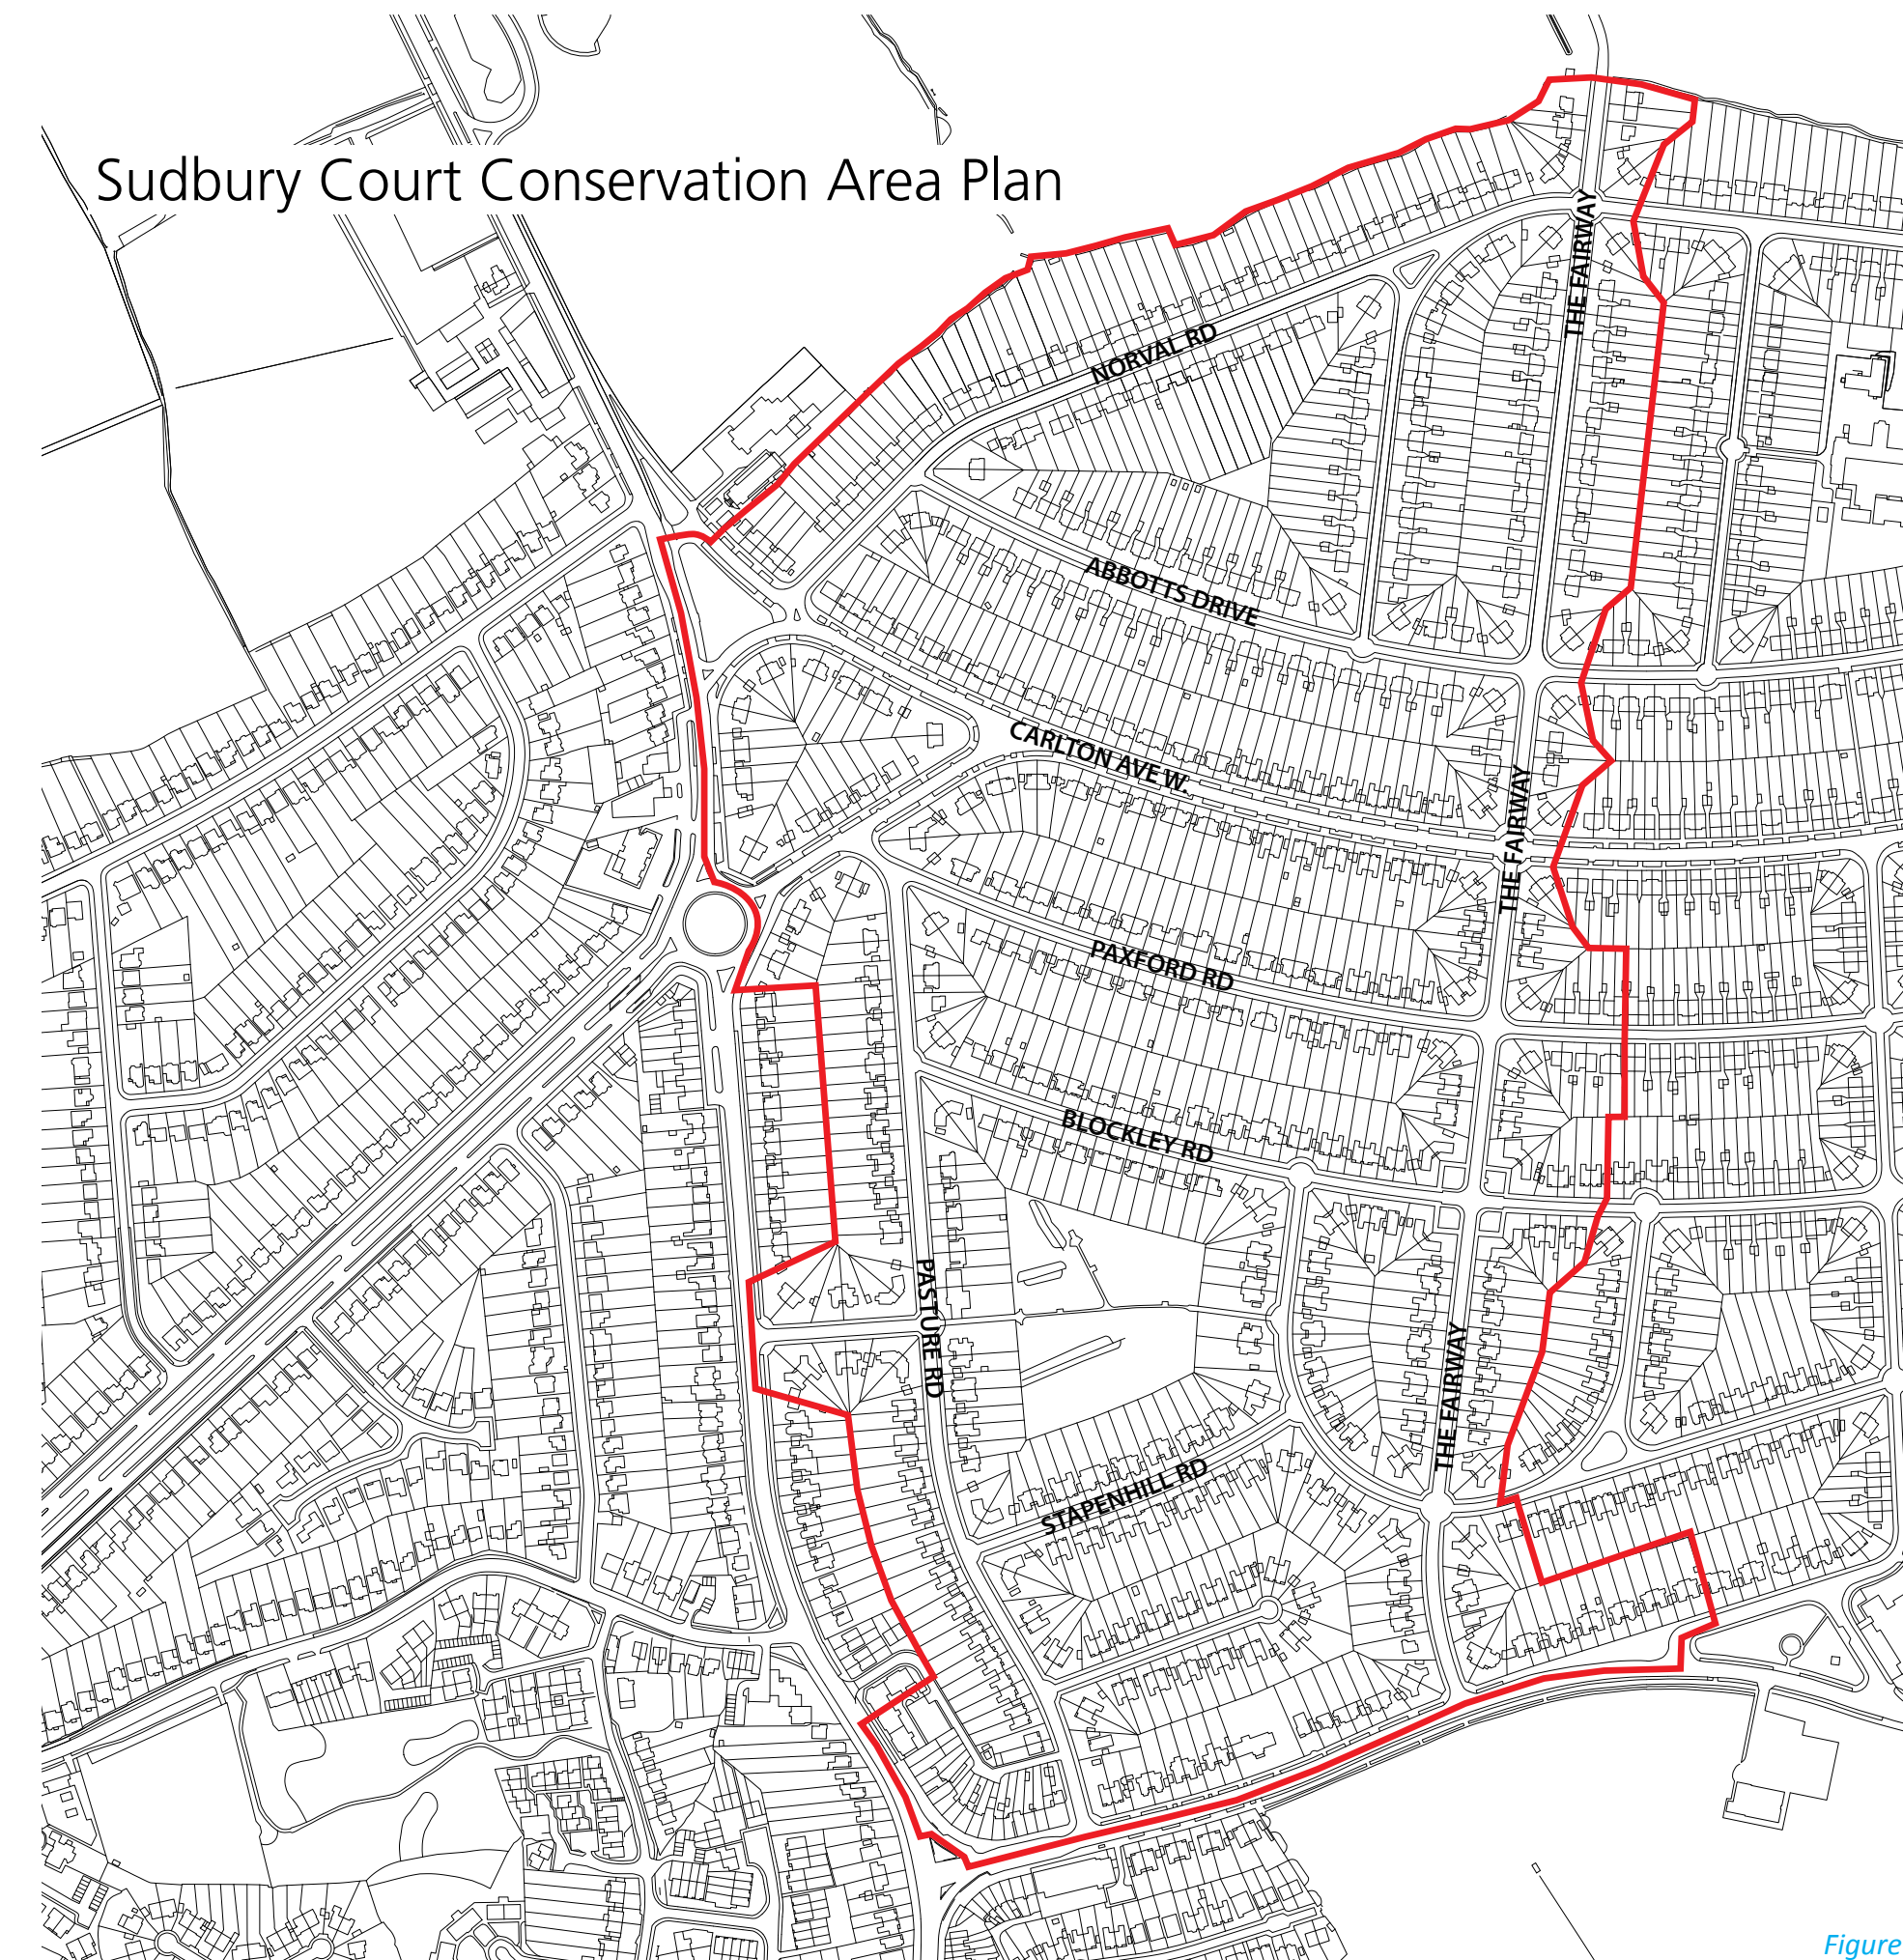 Sudbury Court Conservation Area Plan
THE FAIRWAY
NORVAL RD
ABBOTTS DRIVE
CARLTON AVE W.
THE FAIRWAY
PAXFORD RD
BLOCKLEY RD
PASTURE RD
THE FAIRWAY
STAPENHILL RD
Figure